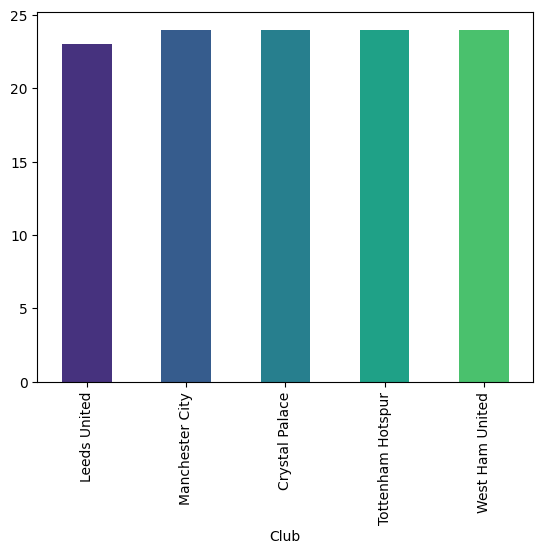 25
20
15
10
5
0
Leeds United
Manchester City
Crystal Palace
Tottenham Hotspur
West Ham United
Club